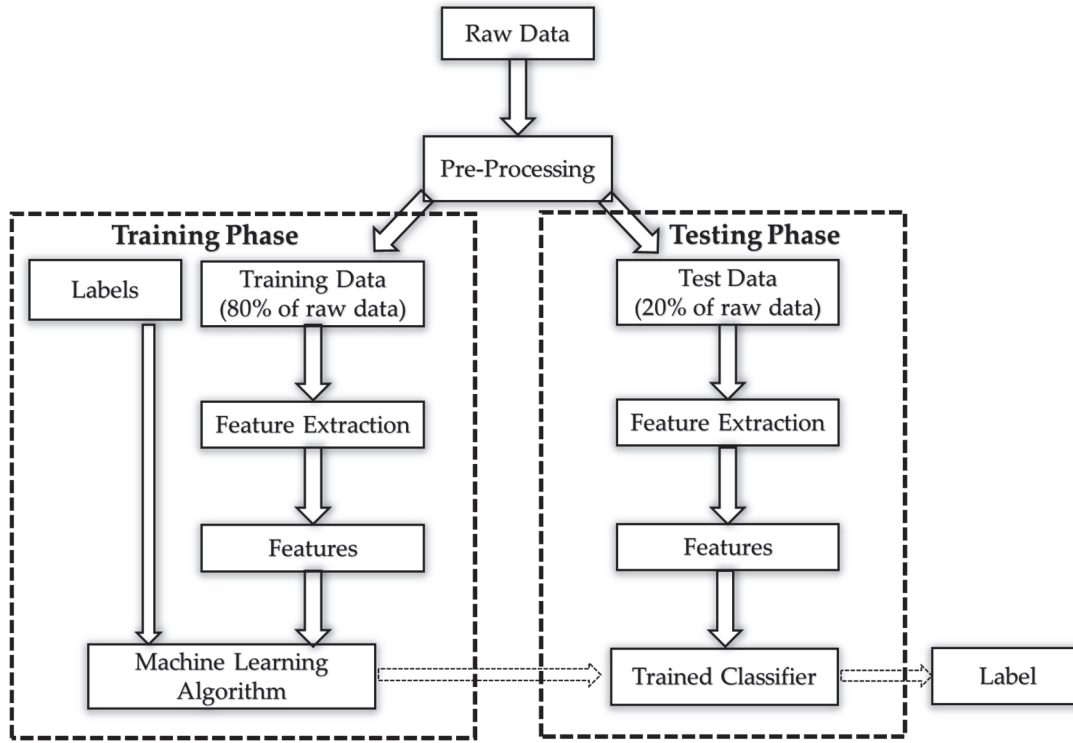 Raw Data
Pre-Processing
Training Phase
Labels
Training Data
(80% of raw data)
Feature Extraction
Features
Machine Learning
Algorithm
Testing Phase
Test Data
(20% of raw data)
Feature Extraction
Features
Trained Classifier
Label